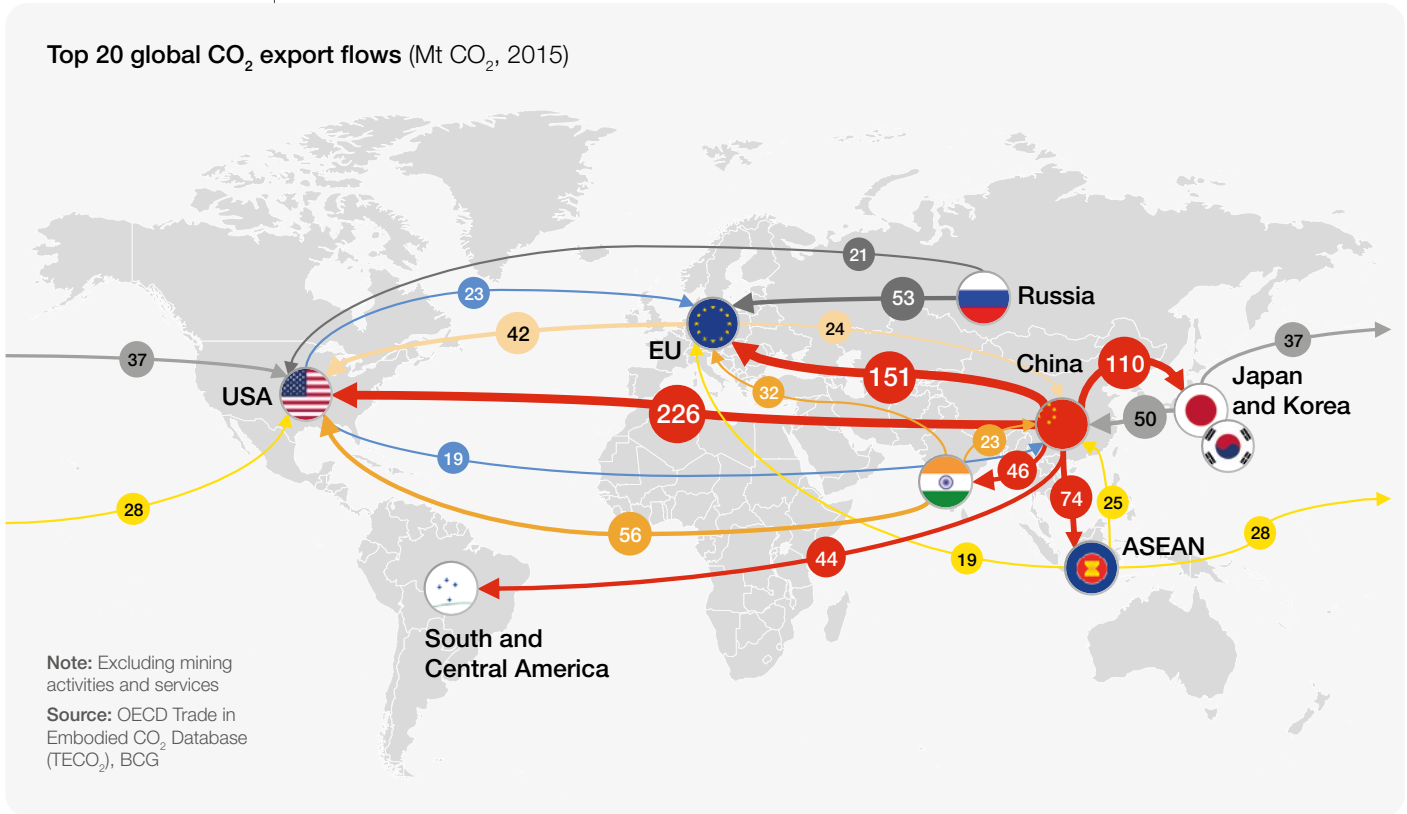 Top 20 global CO₂ export flows (Mt CO₂, 2015)
21
23
53
Russia
42
24
EU
37
37
China
110
Japan
and Korea
USA
151
32
226
50
23
19
46
74
25
28
56
28
44
19
ASEAN
South and
Central America
Note: Excluding mining
activities and services
Source: OECD Trade in
Embodied CO₂ Database
(TECO₂), BCG